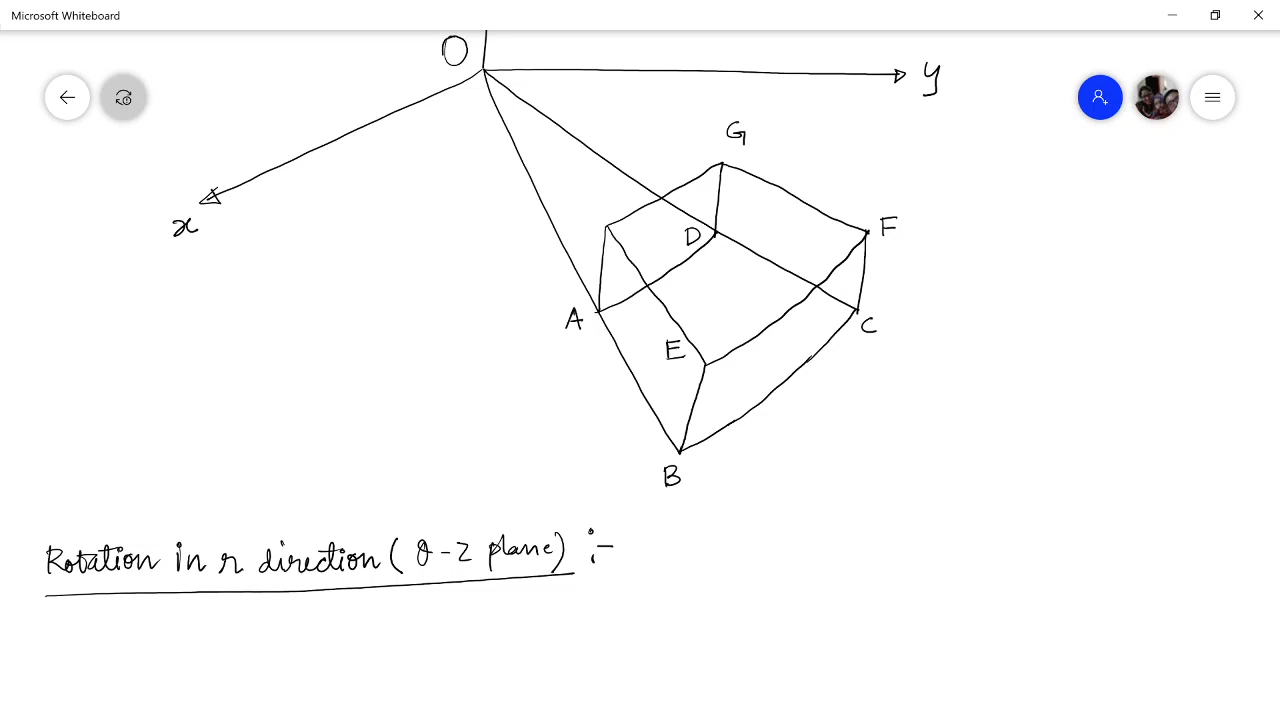 Microsoft Whiteboard
O
y
x
G
D
F
A
C
E
B
Rotation in r direction ( θ - z plane) :-